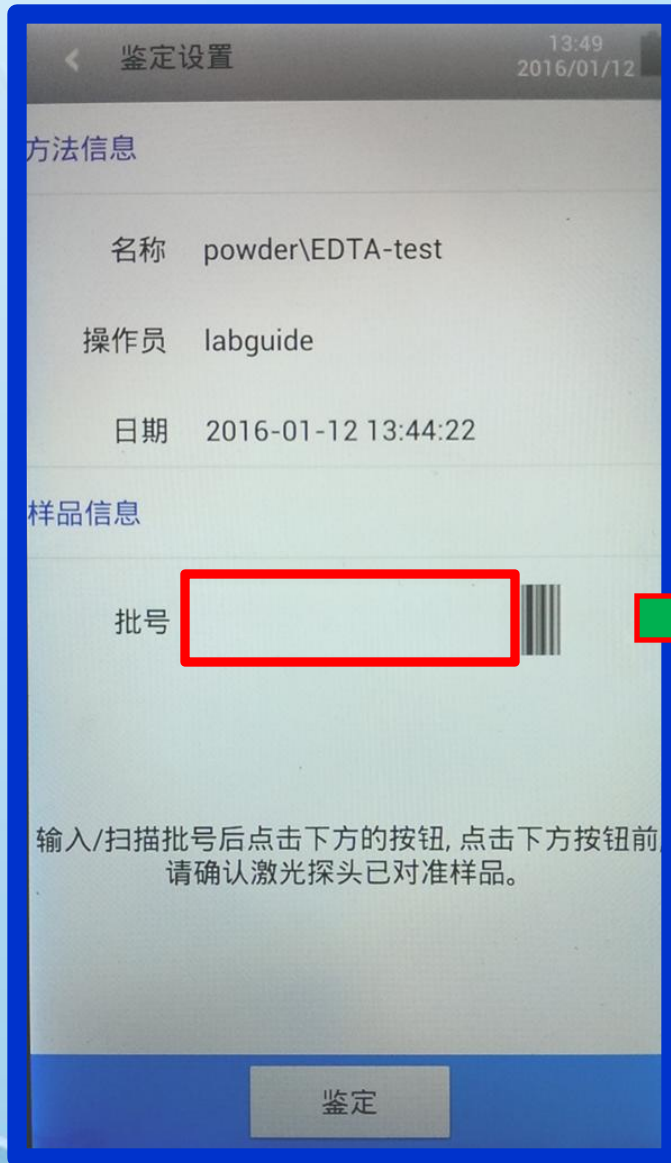 鉴定设置
13:49
2016/01/12
方法信息
名称 powder\EDTA-test
操作员 labguide
日期 2016-01-12 13:44:22
样品信息
批号
输入/扫描批号后点击下方的按钮,点击下方按钮前,
请确认激光探头已对准样品。
鉴定